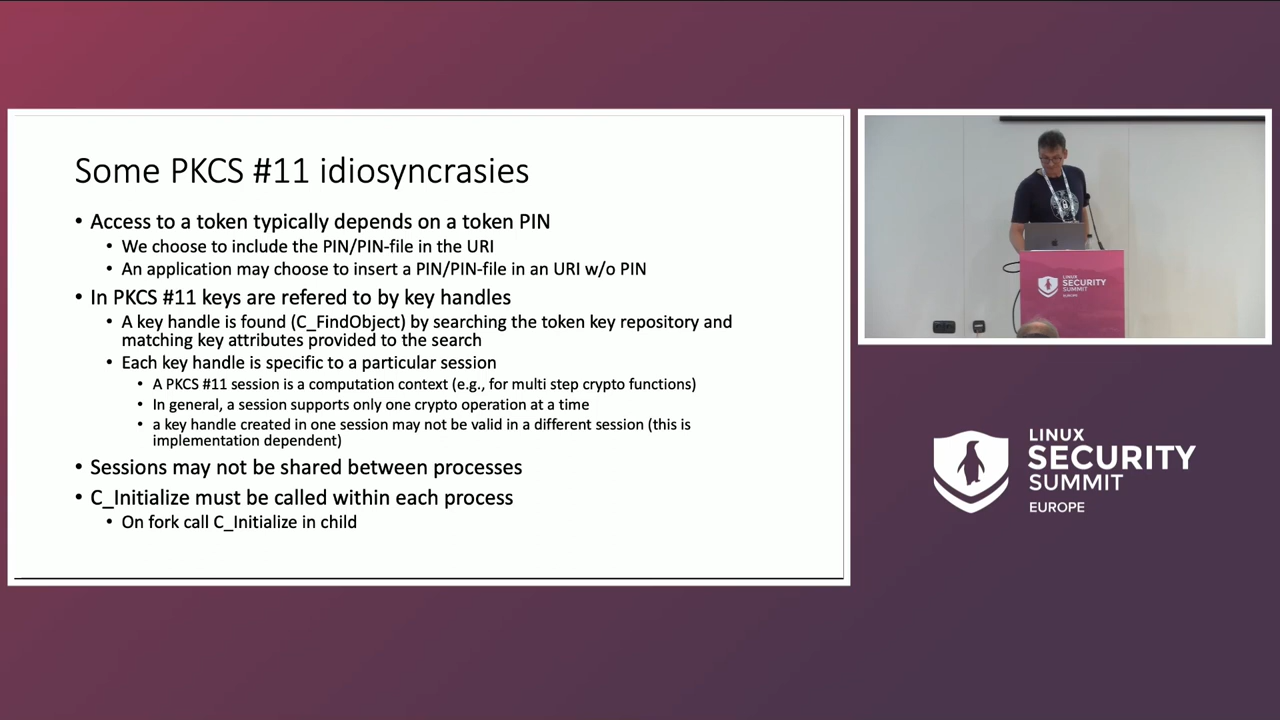 Some PKCS #11 idiosyncrasies
• Access to a token typically depends on a token PIN
• We choose to include the PIN/PIN-file in the URI
• An application may choose to insert a PIN/PIN-file in an URI w/o PIN
• In PKCS #11 keys are refered to by key handles
• A key handle is found (C_FindObject) by searching the token key repository and
matching key attributes provided to the search
• Each key handle is specific to a particular session
• A PKCS #11 session is a computation context (e.g., for multi step crypto functions)
• In general, a session supports only one crypto operation at a time
• a key handle created in one session may not be valid in a different session (this is
implementation dependent)
• Sessions may not be shared between processes
• C_Initialize must be called within each process
• On fork call C_Initialize in child
LINUX
SECURITY
SUMMIT
EUROPE
LINUX
SECURITY
SUMMIT
EUROPE